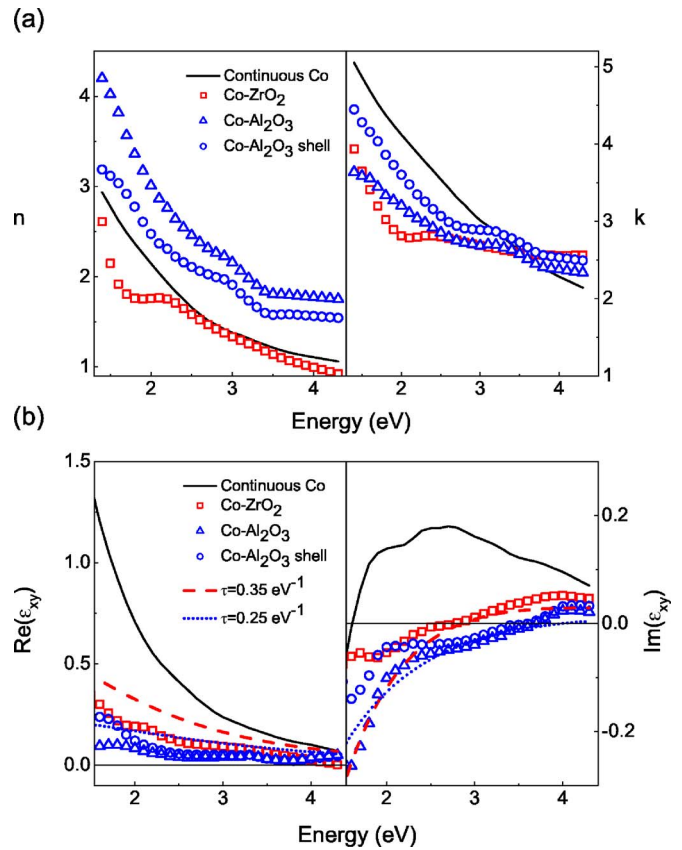 (a)
Continuous Co
Co-ZrO₂
Co-Al₂O₃
Co-Al₂O₃ shell
n
4
3
2
1
k
5
4
3
2
1
2
3
4
2
3
4
Energy (eV)
(b)
Continuous Co
Co-ZrO₂
Co-Al₂O₃
Co-Al₂O₃ shell
τ=0.35 eV⁻¹
τ=0.25 eV⁻¹
Re(ε_xy)
1.5
1.0
0.5
0.0
Im(ε_xy)
0.2
0.0
-0.2
2
3
4
2
3
4
Energy (eV)